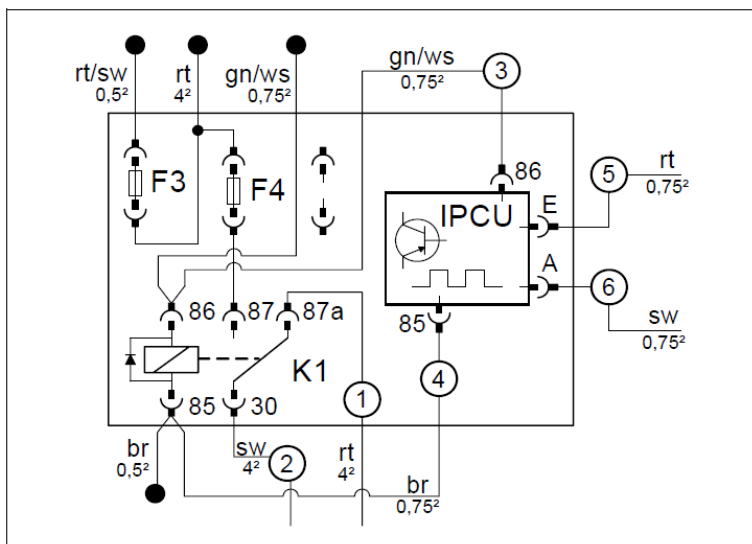 rt/sw
0,5²
rt
4²
gn/ws
0,75²
gn/ws
0,75²
3
F3
F4
86
IPCU
E
5
rt
0,75²
A
6
sw
0,75²
86
87
87a
85
K1
4
85
30
1
br
0,5²
sw
4²
2
rt
4²
br
0,75²